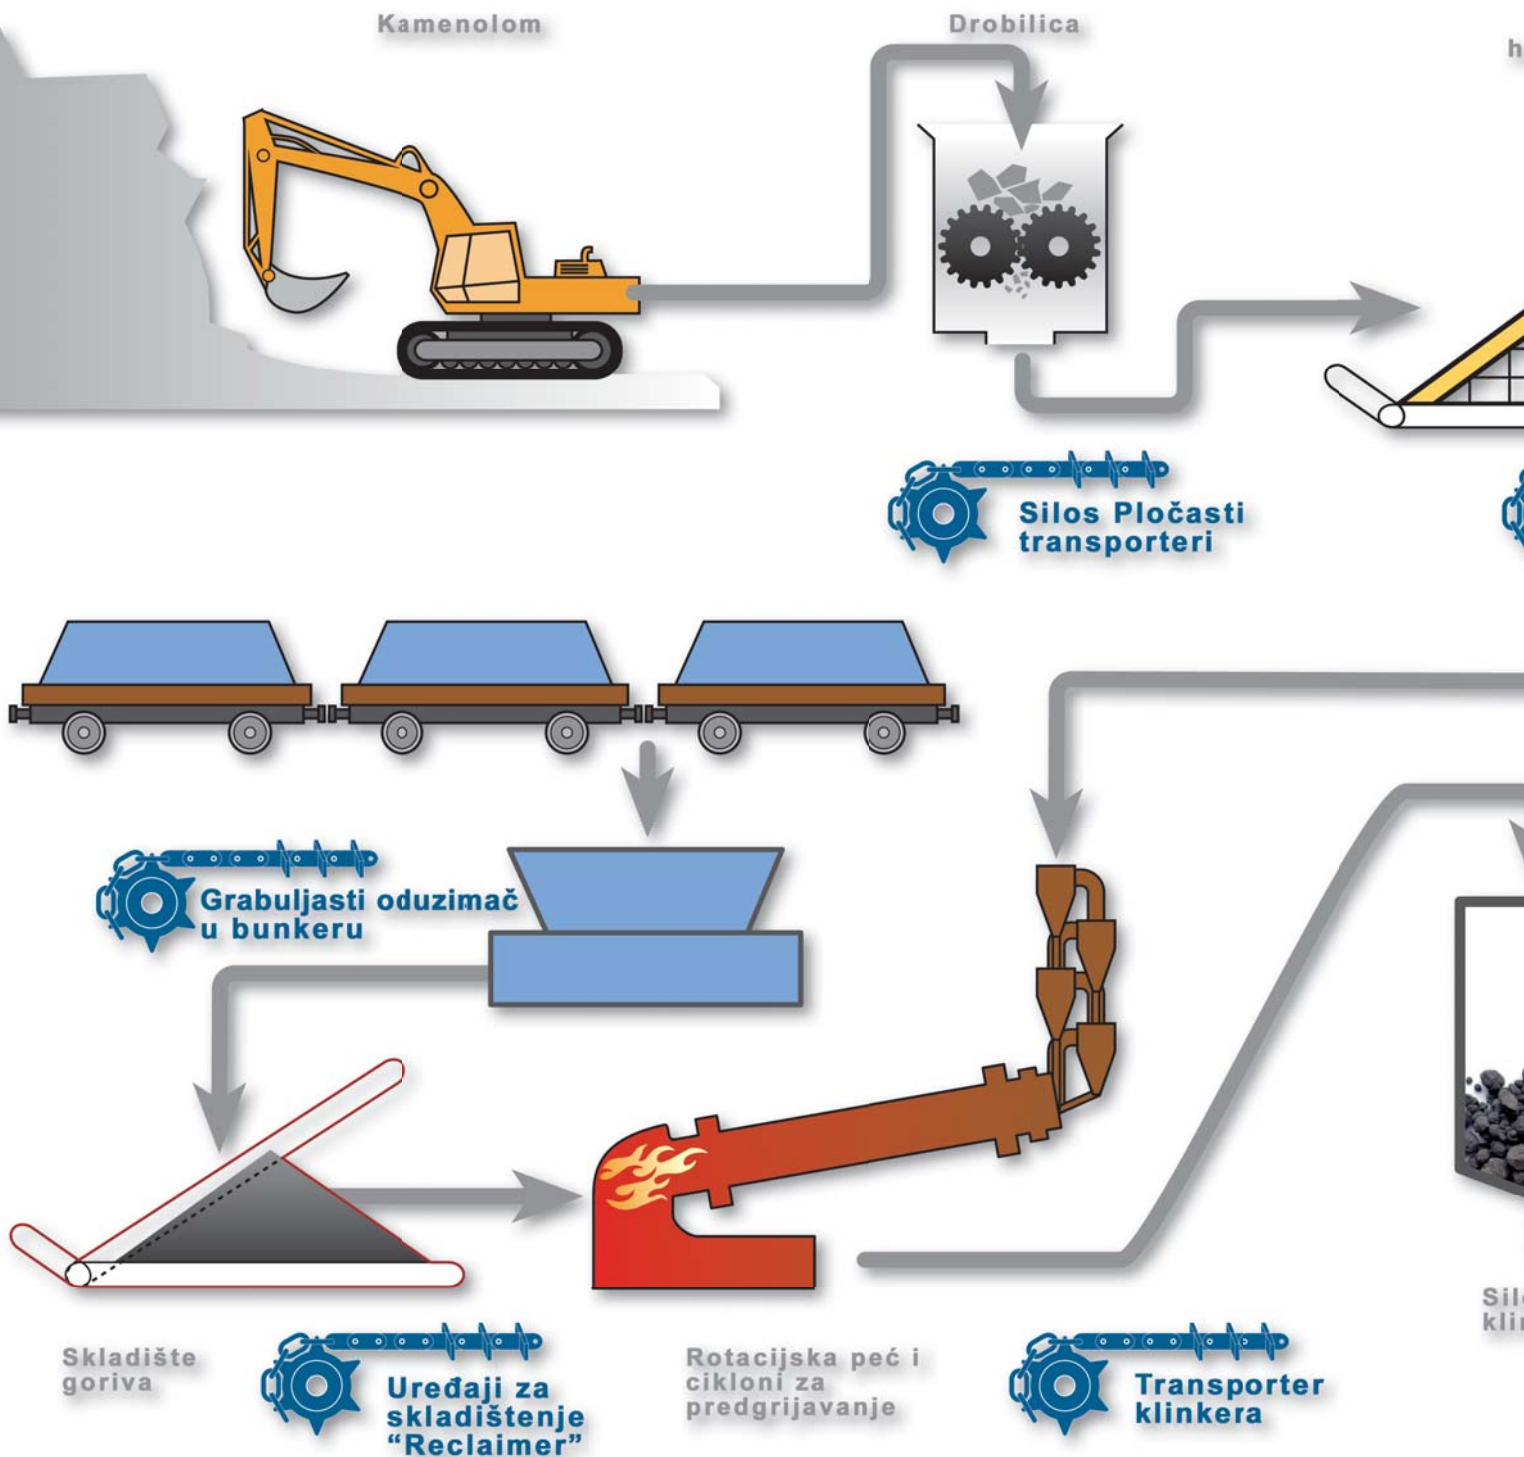 Kamenolom
Drobilica
Silos Pločasti
transporteri
Grabuljasti oduzimač
u bunkeru
Skladište
goriva
Uređaji za
skladištenje
“Reclaimer”
Rotacijska peć i
cikloni za
predgrijavanje
Transporter
klinkera